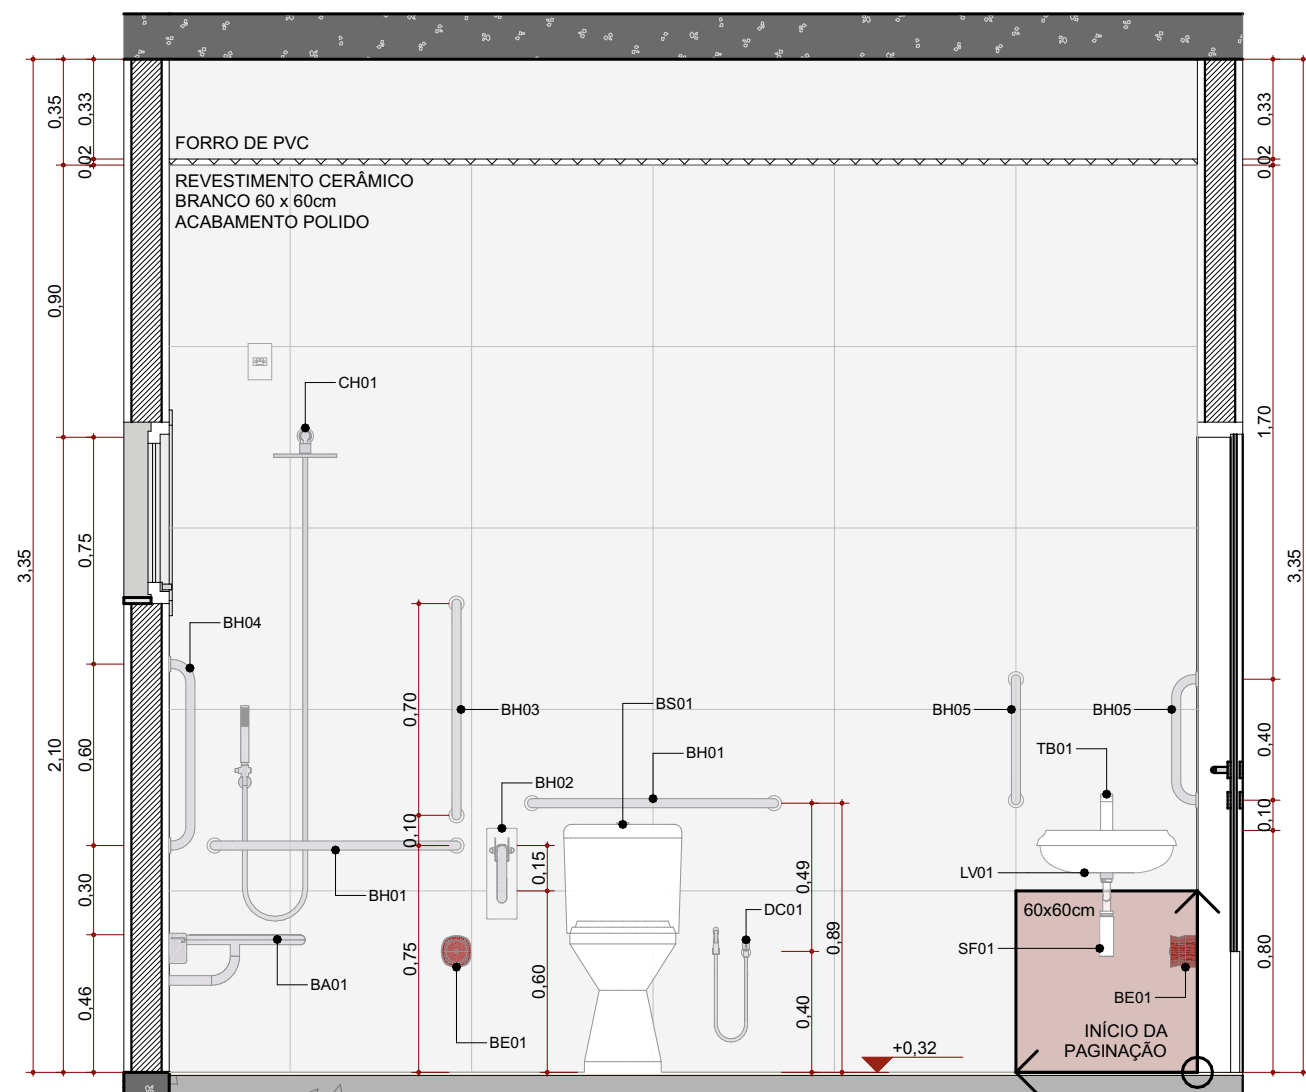 0,35
0,33
0,02
0,90
3,35
0,75
2,10
0,60
0,30
0,46
FORRO DE PVC
REVESTIMENTO CERÂMICO
BRANCO 60 x 60cm
ACABAMENTO POLIDO
CH01
BH04
0,70
BH03
BS01
BH01
BH02
0,10
0,15
BH01
0,75
0,60
BA01
BE01
DC01
0,49
0,89
0,40
+0,32
BH05
BH05
TB01
LV01
60x60cm
SF01
BE01
INÍCIO DA
PAGINAÇÃO
0,33
0,02
1,70
3,35
0,40
0,10
0,80